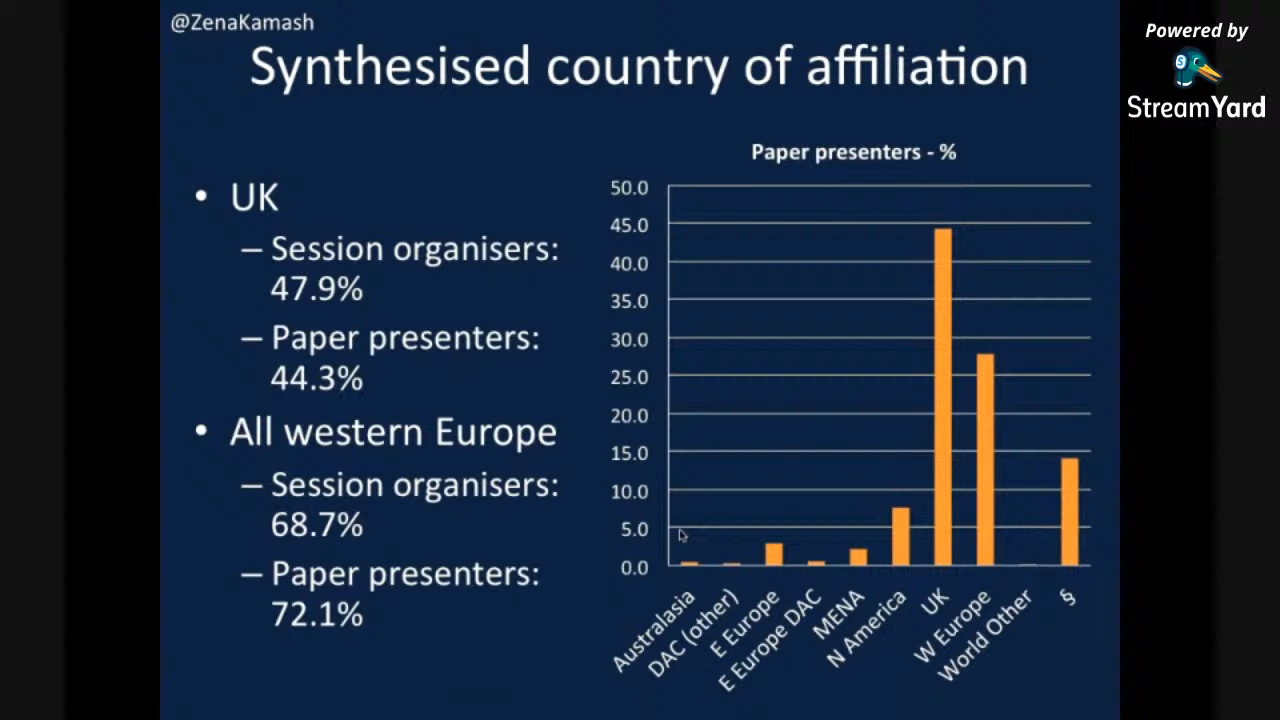 @ZenaKamash
Synthesised country of affiliation
Powered by
StreamYard
• UK
– Session organisers:
47.9%
– Paper presenters:
44.3%
• All western Europe
– Session organisers:
68.7%
– Paper presenters:
72.1%
Paper presenters - %
50.0
45.0
40.0
35.0
30.0
25.0
20.0
15.0
10.0
5.0
0.0
Australasia
DAC (other)
E Europe
E Europe DAC
MENA
N America
UK
W Europe
World Other
§